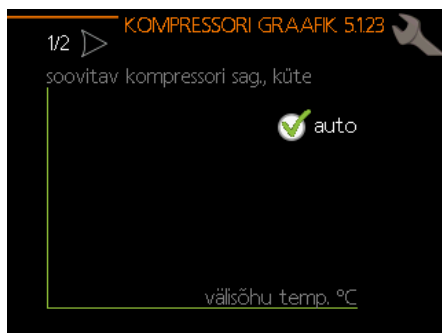 KOMPRESSORI GRAAFIK 5.1.23
1/2
soovitav kompressori sag., küte
auto
välisõhu temp. °C